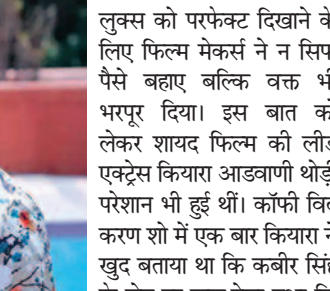 लुक्स को परफेक्ट दिखाने के
लिए फिल्म मेकर्स ने न सिर्फ
पैसे बहाए बल्कि वक्त भी
भरपूर दिया। इस बात को
लेकर शायद फिल्म की लीड
एक्ट्रेस कियारा आडवाणी थोड़ी
परेशान भी हुई थीं। कॉफी विद
करण शो में एक बार कियारा ने
खुद बताया था कि कबीर सिंह